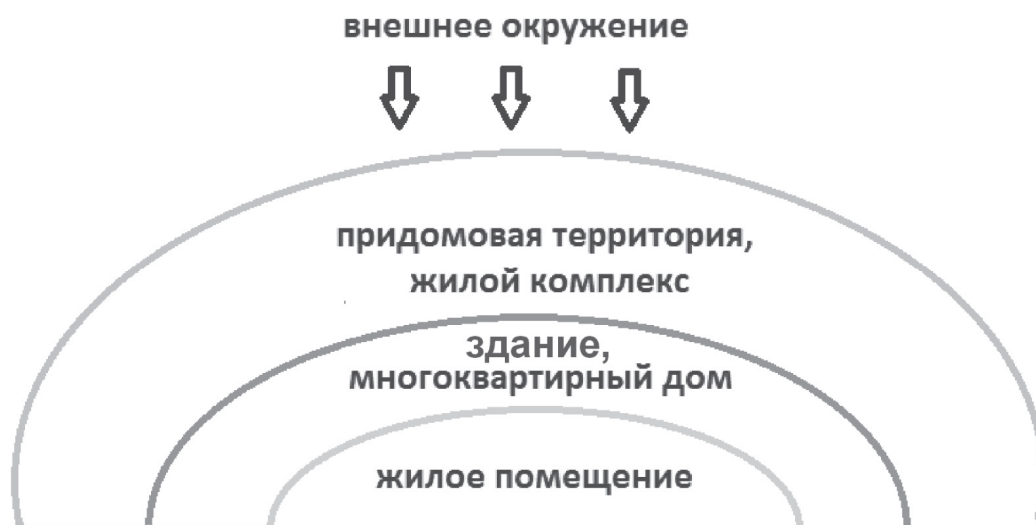 внешнее окружение
придомовая территория,
жилой комплекс
здание,
многоквартирный дом
жилое помещение